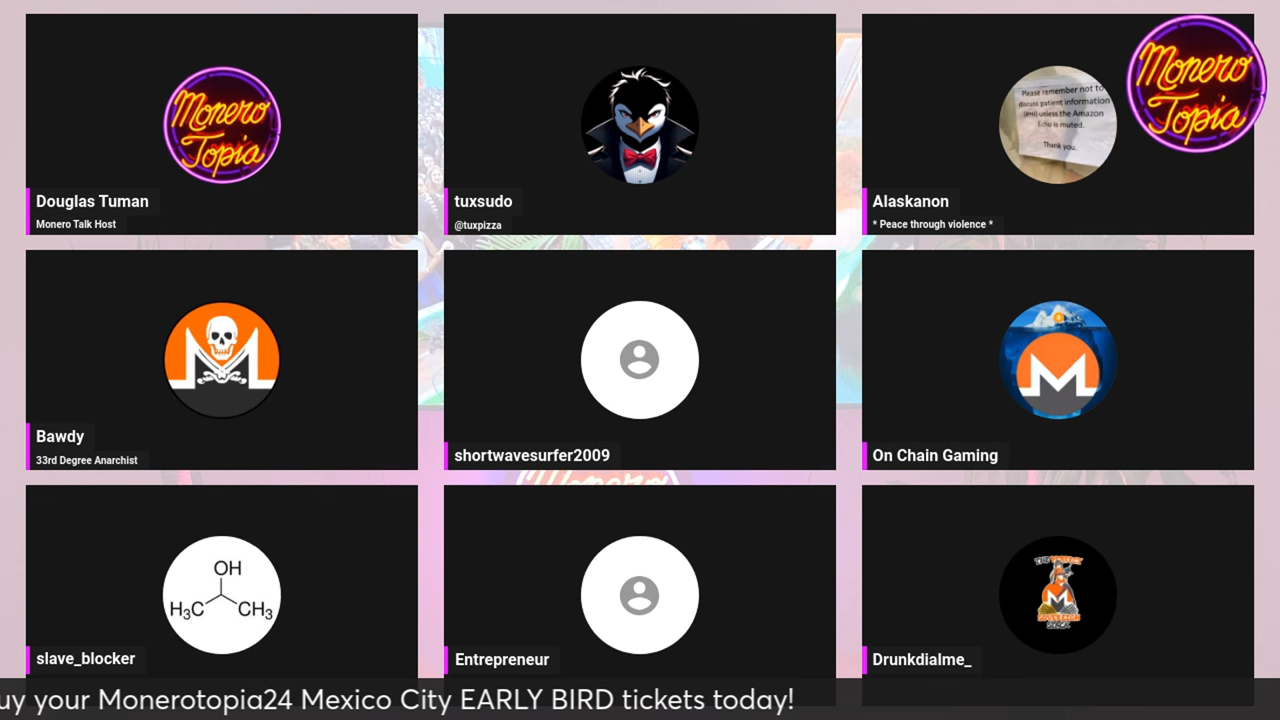 Monero
Topia
Douglas Tuman
Monero Talk Host
tuxsudo
@tuxpizza
Please remember not to
discuss patient information
(PHI) unless the Amazon
Echo is muted.
Thank you.
Alaskanon
* Peace through violence *
Monero
Topia
Bawdy
33rd Degree Anarchist
shortwavesurfer2009
On Chain Gaming
OH
H₃C
CH₃
slave_blocker
Entrepreneur
Drunkdialme_
uy your Monerotopia24 Mexico City EARLY BIRD tickets today!